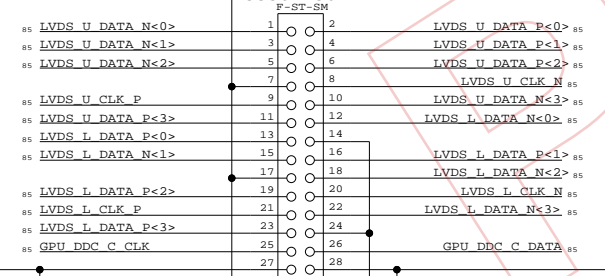 F-ST-SM
85 LVDS_U_DATA_N<0> 1 2 LVDS_U_DATA_P<0> 85
85 LVDS_U_DATA_N<1> 3 4 LVDS_U_DATA_P<1> 85
85 LVDS_U_DATA_N<2> 5 6 LVDS_U_DATA_P<2> 85
7 8 LVDS_U_CLK_N 85
85 LVDS_U_CLK_P 9 10 LVDS_U_DATA_N<3> 85
85 LVDS_U_DATA_P<3> 11 12 LVDS_L_DATA_N<0> 85
85 LVDS_L_DATA_P<0> 13 14
85 LVDS_L_DATA_N<1> 15 16 LVDS_L_DATA_P<1> 85
17 18 LVDS_L_DATA_N<2> 85
85 LVDS_L_DATA_P<2> 19 20 LVDS_L_CLK_N 85
85 LVDS_L_CLK_P 21 22 LVDS_L_DATA_N<3> 85
85 LVDS_L_DATA_P<3> 23 24
85 GPU_DDC_C_CLK 25 26 GPU_DDC_C_DATA 85
27 28